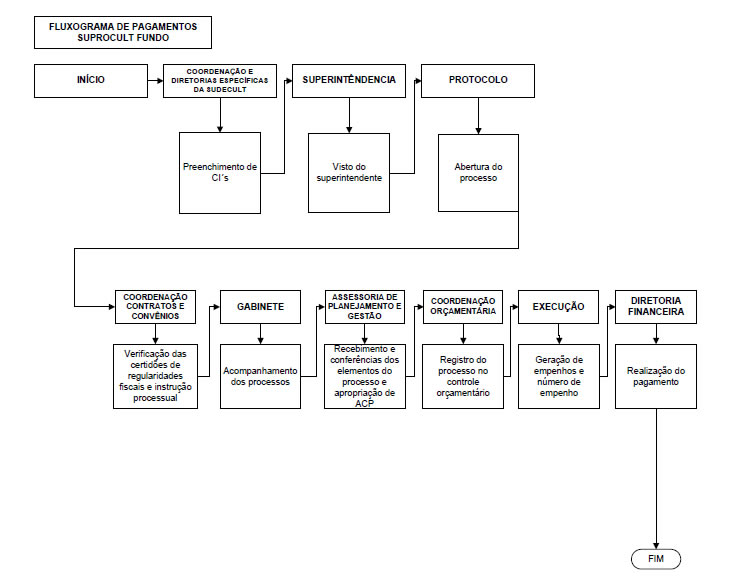 FLUXOGRAMA DE PAGAMENTOS
SUPROCULT FUNDO
INÍCIO
COORDENAÇÃO E
DIRETORIAS ESPECÍFICAS
DA SUDECULT
SUPERINTÊNDENCIA
PROTOCOLO
Preenchimento de
CI´s
Visto do
superintendente
Abertura do
processo
COORDENAÇÃO
CONTRATOS E
CONVÊNIOS
GABINETE
ASSESSORIA DE
PLANEJAMENTO E
GESTÃO
COORDENAÇÃO
ORÇAMENTÁRIA
EXECUÇÃO
DIRETORIA
FINANCEIRA
Verificação das
certidões de
regularidades
fiscais e instrução
processual
Acompanhamento
dos processos
Recebimento e
conferências dos
elementos do
processo e
apropriação de
ACP
Registro do
processo no
controle
orçamentário
Geração de
empenhos e
número de
empenho
Realização do
pagamento
FIM